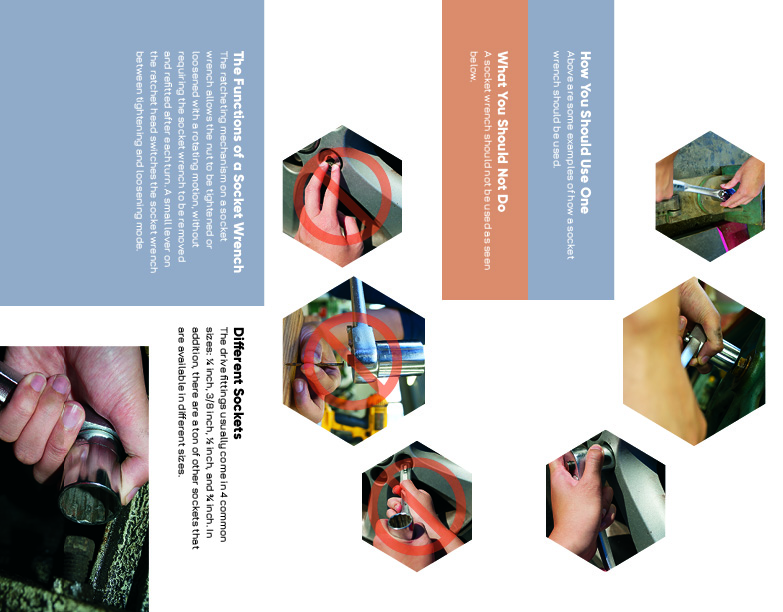 How You Should Use One
Above are some examples of how a socket
wrench should be used.
What You Should Not Do
A socket wrench should not be used as seen
below.
The Functions of a Socket Wrench
The ratcheting mechanism on a socket
wrench allows the nut to be tightened or
loosened with a rotating motion, without
requiring the socket wrench to be removed
and refitted after each turn. A small lever on
the ratchet head switches the socket wrench
between tightening and loosening mode.
Different Sockets
The drive fittings usually come in 4 common
sizes: ¼ inch, 3/8 inch, ½ inch, and ¾ inch. In
addition, there are a ton of other sockets that
are available in different sizes.